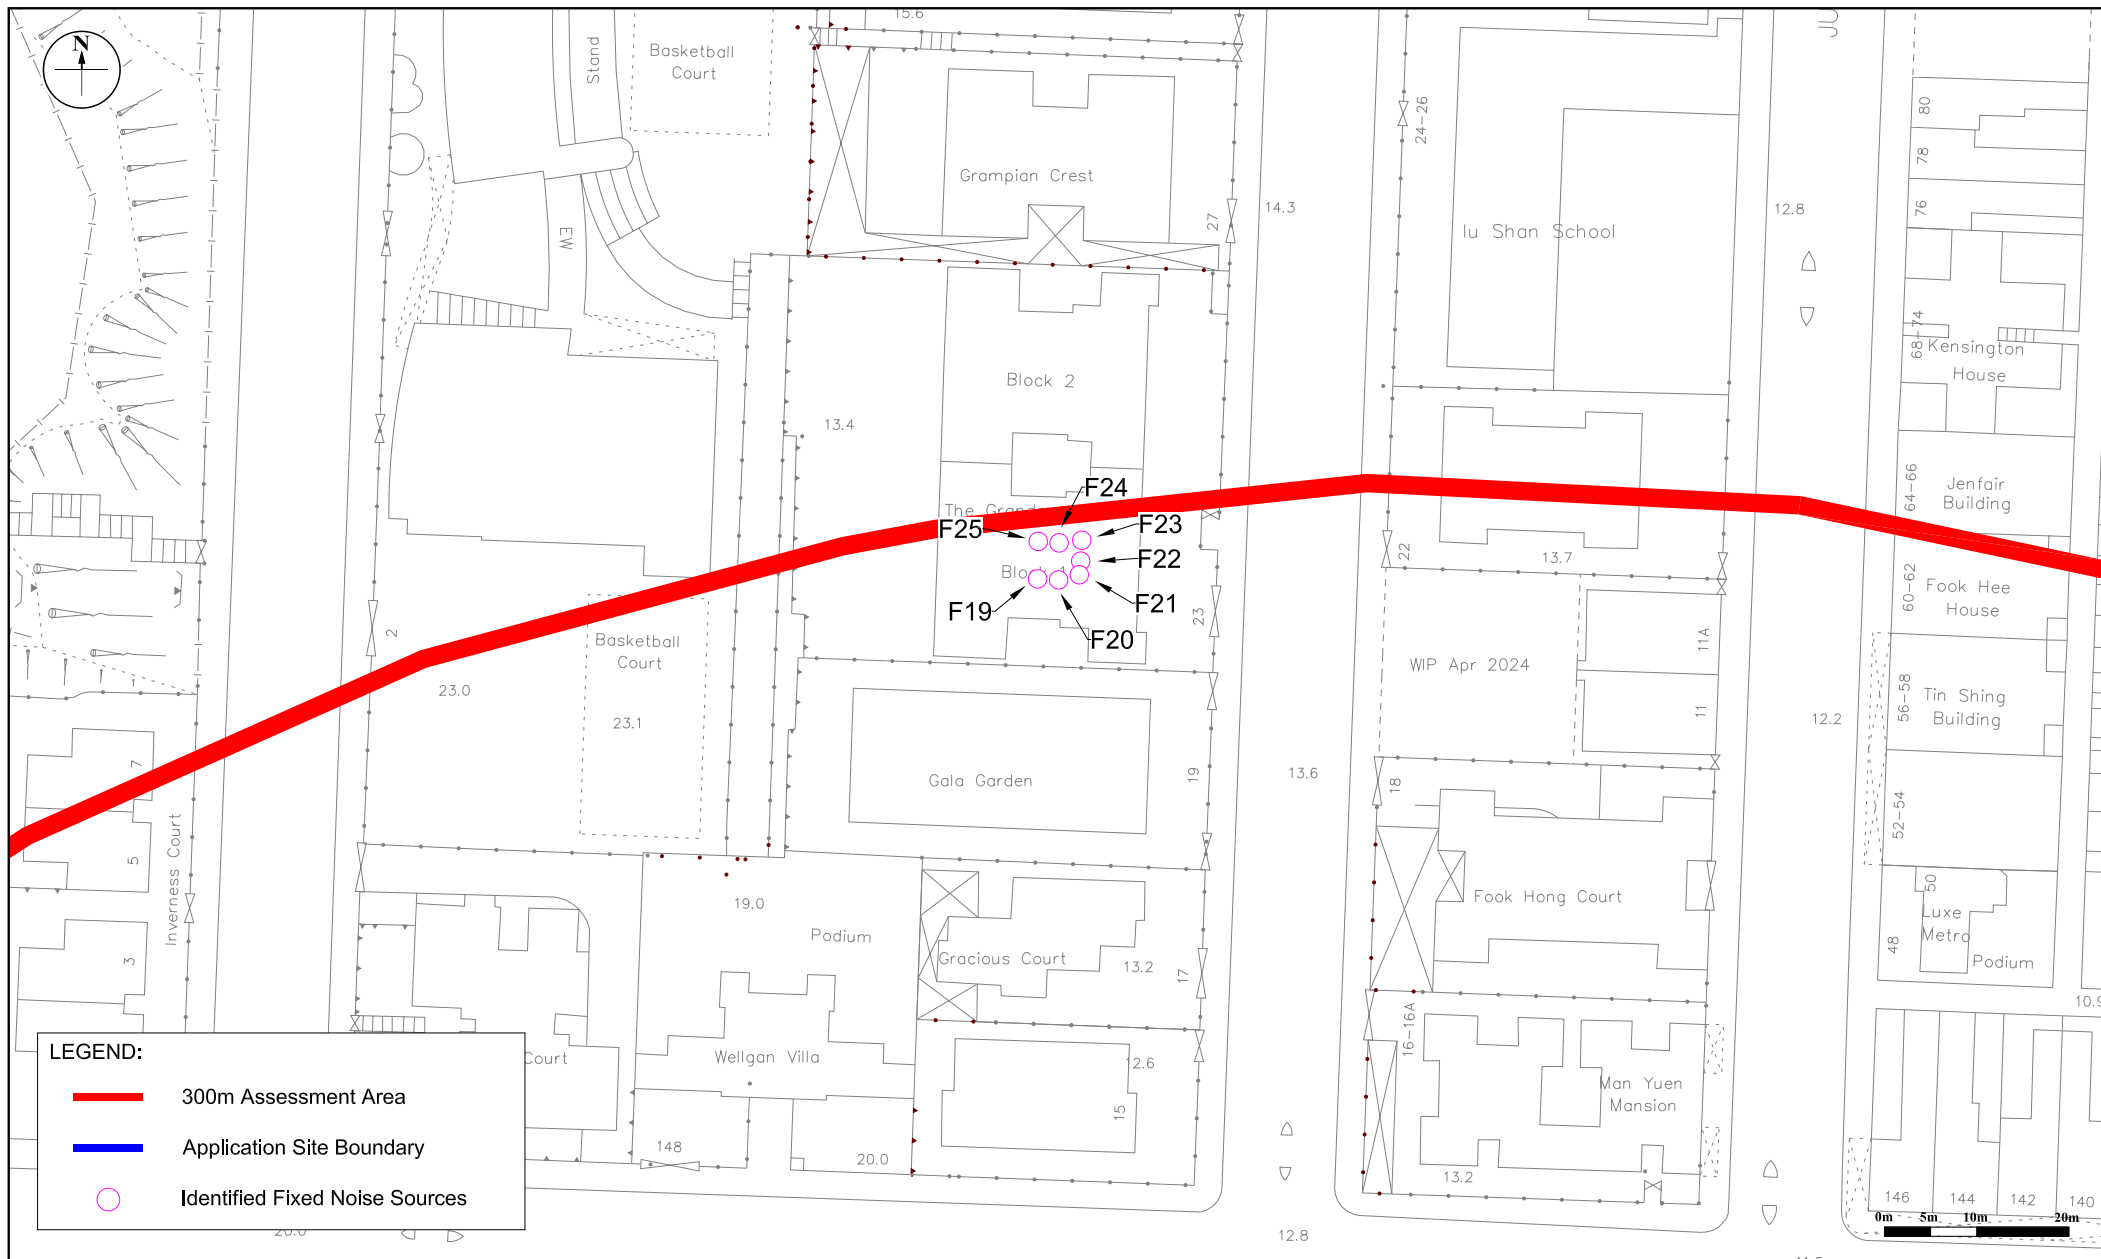 15.6
JU
N
Stand
Basketball
Court
24-26
80
78
76
Grampian Crest
27
14.3
Iu Shan School
12.8
EW
68-74
Kensington
House
Block 2
13.4
F24
The Grand
F25
F23
64-66
Jenfair
Building
F22
22
13.7
Block 1
F19
F21
F20
23
60-62
Fook Hee
House
2
Basketball
Court
23.0
23.1
WIP Apr 2024
11A
11
56-58
Tin Shing
Building
12.2
7
5
3
Inverness Court
Gala Garden
19
13.6
18
52-54
19.0
Podium
Gracious Court
13.2
17
Fook Hong Court
50
Luxe
Metro
48
Podium
10.9
Court
Wellgan Villa
12.6
15
16-16A
Man Yuen
Mansion
148
20.0
13.2
146
144
142
140
20.0
12.8
11.5
LEGEND:
300m Assessment Area
Application Site Boundary
Identified Fixed Noise Sources
0m 5m 10m 20m